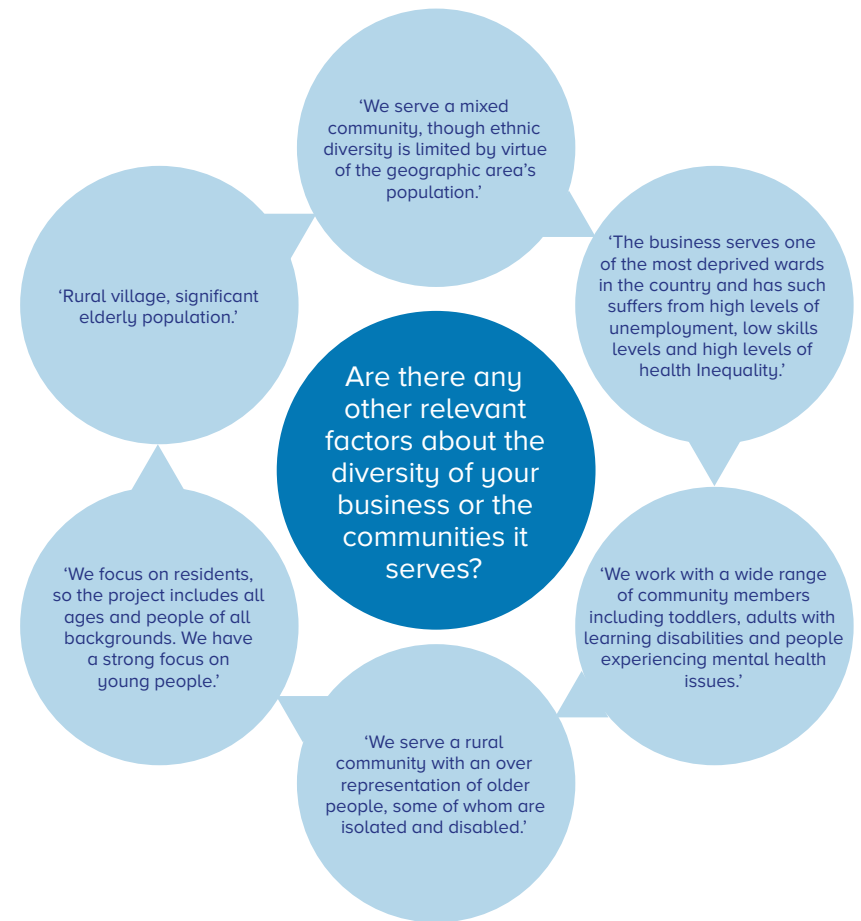 ‘We serve a mixed
community, though ethnic
diversity is limited by virtue
of the geographic area’s
population.’
‘The business serves one
of the most deprived wards
in the country and has such
suffers from high levels of
unemployment, low skills
levels and high levels of
health Inequality.’
‘Rural village, significant
elderly population.’
Are there any
other relevant
factors about the
diversity of your
business or the
communities it
serves?
‘We focus on residents,
so the project includes all
ages and people of all
backgrounds. We have
a strong focus on
young people.’
‘We work with a wide range
of community members
including toddlers, adults with
learning disabilities and people
experiencing mental health
issues.’
‘We serve a rural
community with an over
representation of older
people, some of whom are
isolated and disabled.’